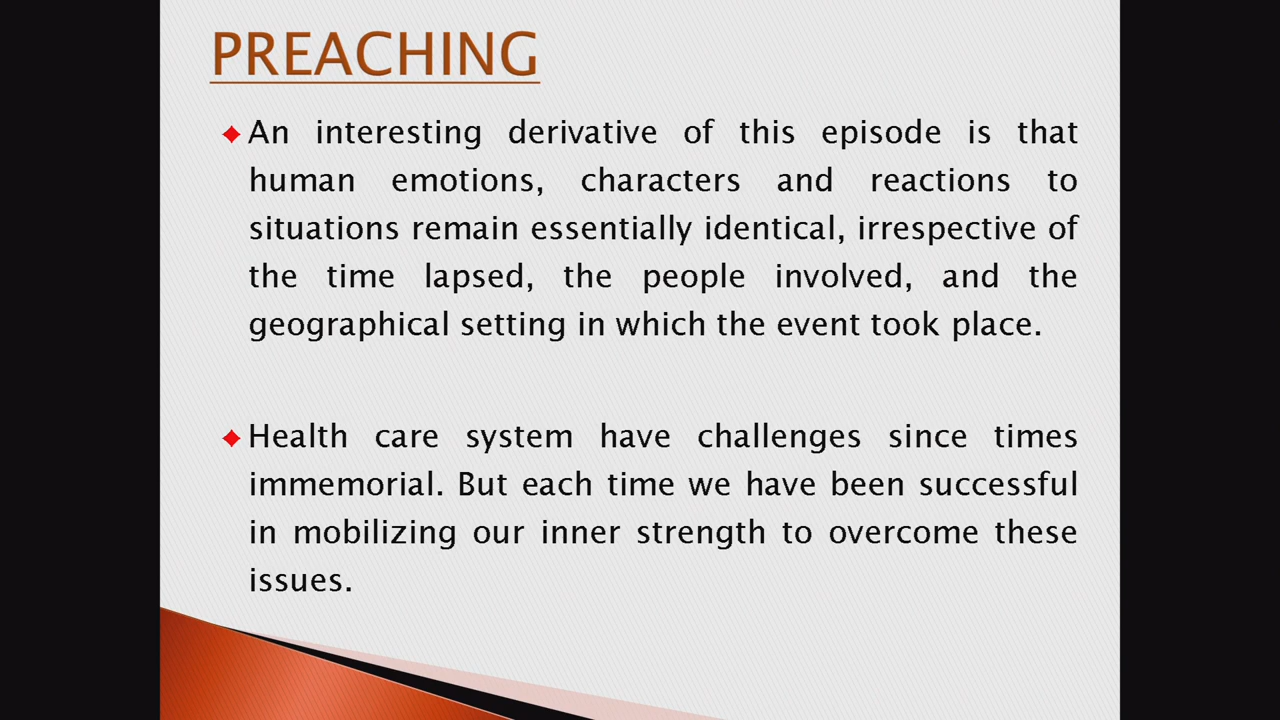 PREACHING
An interesting derivative of this episode is that
human emotions, characters and reactions to
situations remain essentially identical, irrespective of
the time lapsed, the people involved, and the
geographical setting in which the event took place.
Health care system have challenges since times
immemorial. But each time we have been successful
in mobilizing our inner strength to overcome these
issues.